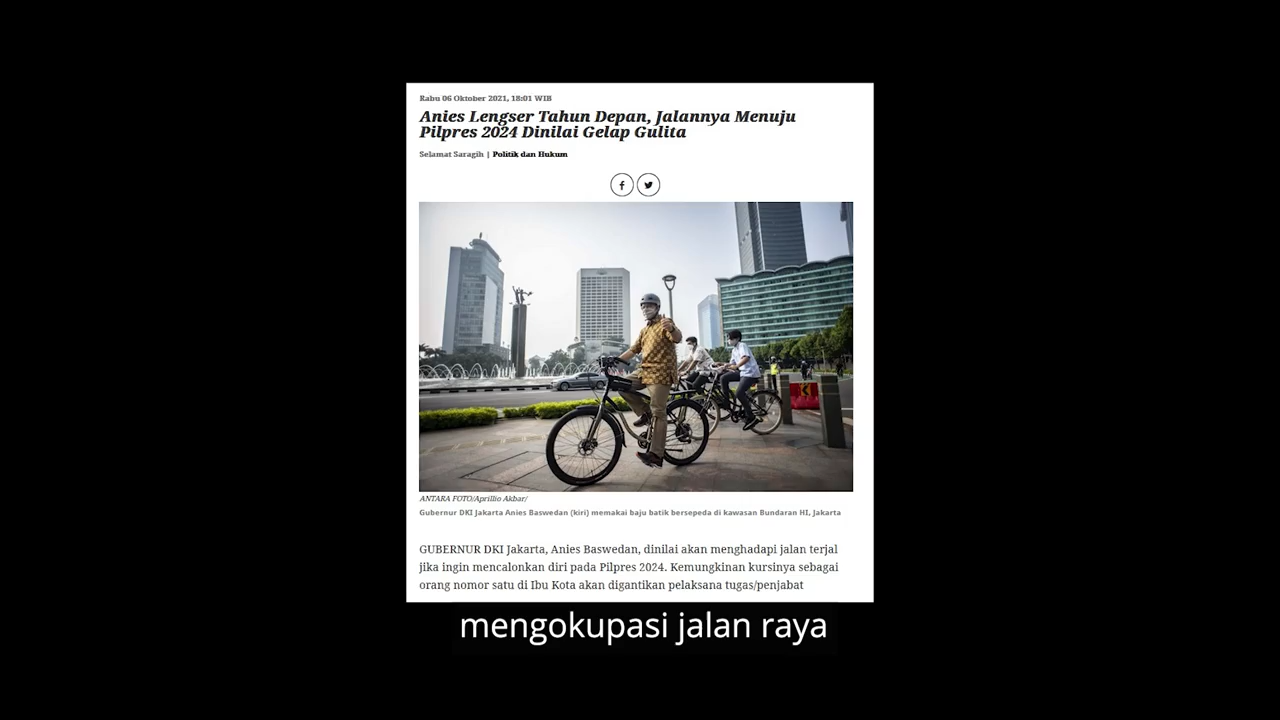 Rabu 06 Oktober 2021, 18:01 WIB
Anies Lengser Tahun Depan, Jalannya Menuju
Pilpres 2024 Dinilai Gelap Gulita
Selamat Saragih | Politik dan Hukum
ANTARA FOTO/Aprillio Akbar/
Gubernur DKI Jakarta Anies Baswedan (kiri) memakai baju batik bersepeda di kawasan Bundaran HI, Jakarta
GUBERNUR DKI Jakarta, Anies Baswedan, dinilai akan menghadapi jalan terjal
jika ingin mencalonkan diri pada Pilpres 2024. Kemungkinan kursinya sebagai
orang nomor satu di Ibu Kota akan digantikan pelaksana tugas/penjabat
mengokupasi jalan raya